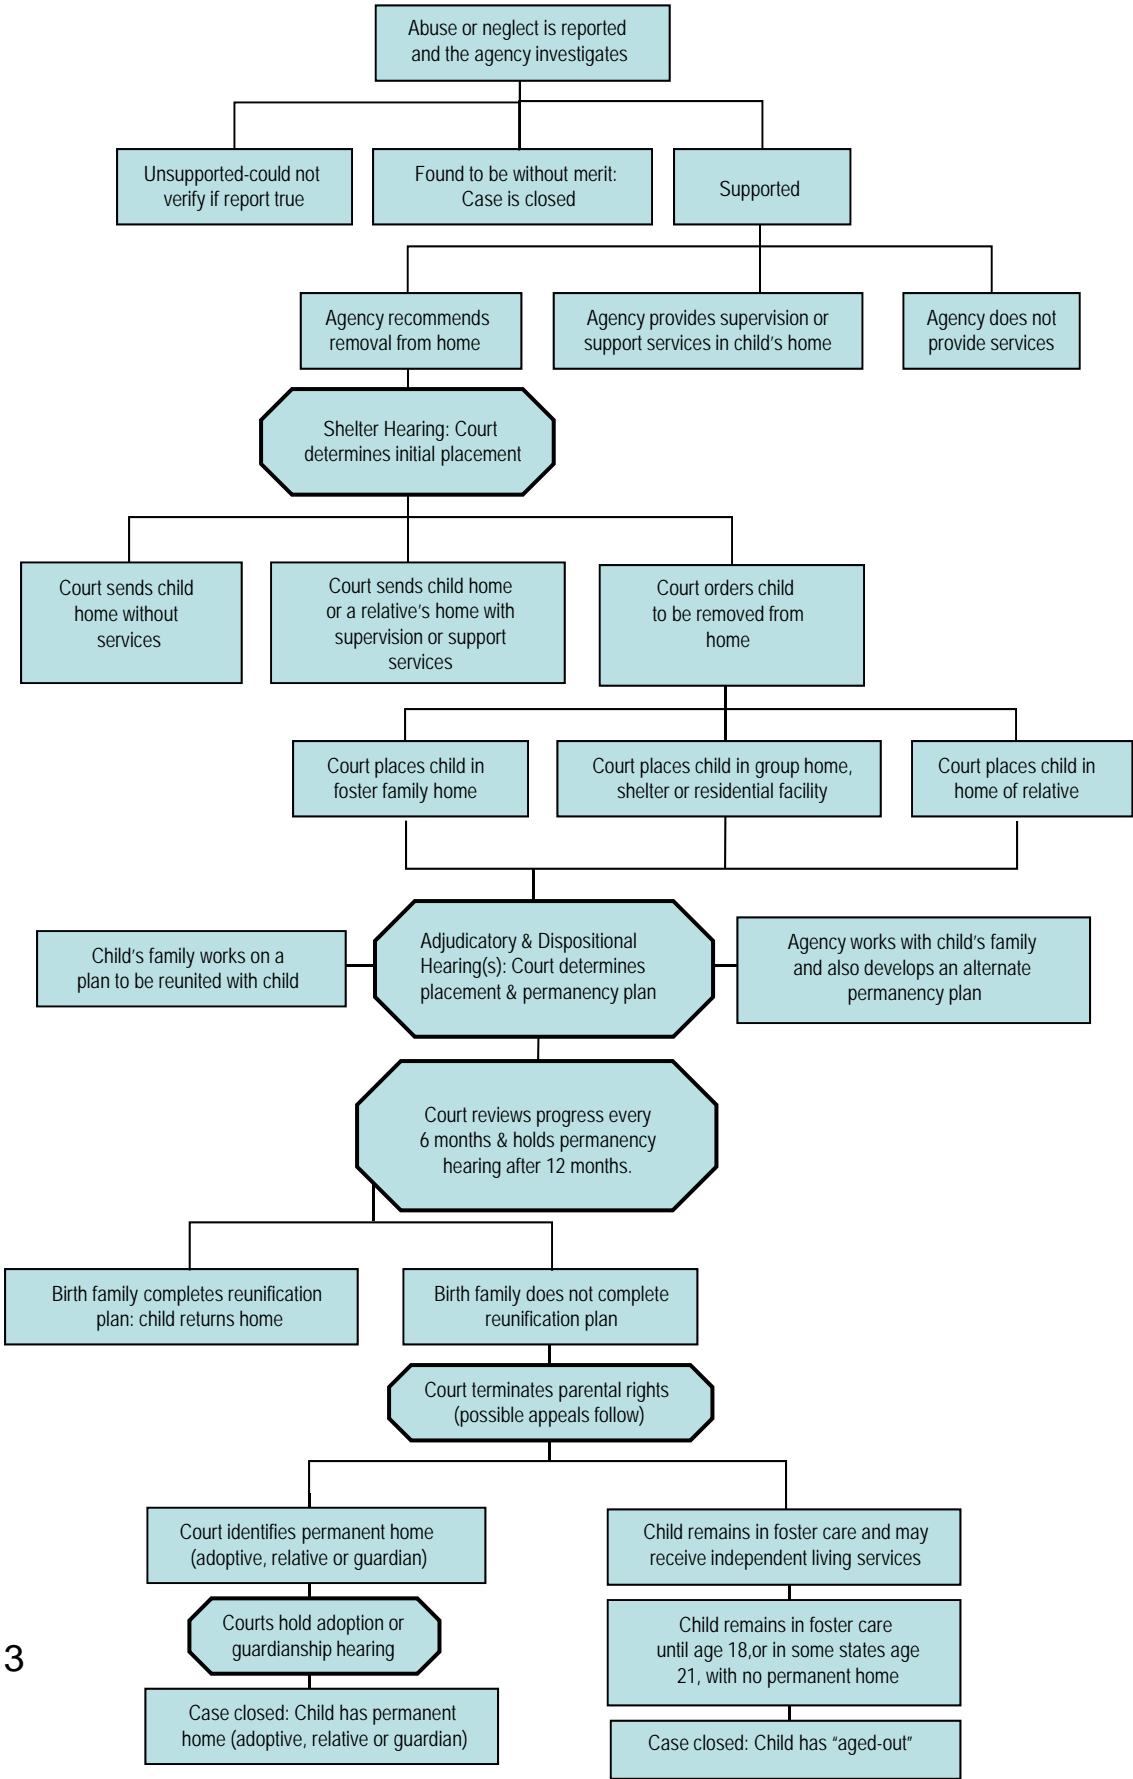 Abuse or neglect is reported
and the agency investigates
Unsupported-could not
verify if report true
Found to be without merit:
Case is closed
Supported
Agency recommends
removal from home
Agency provides supervision or
support services in child's home
Agency does not
provide services
Shelter Hearing: Court
determines initial placement
Court sends child
home without
services
Court sends child home
or a relative's home with
supervision or support
services
Court orders child
to be removed from
home
Court places child in
foster family home
Court places child in group home,
shelter or residential facility
Court places child in
home of relative
Child's family works on a
plan to be reunited with child
Adjudicatory & Dispositional
Hearing(s): Court determines
placement & permanency plan
Agency works with child's family
and also develops an alternate
permanency plan
Court reviews progress every
6 months & holds permanency
hearing after 12 months.
Birth family completes reunification
plan: child returns home
Birth family does not complete
reunification plan
Court terminates parental rights
(possible appeals follow)
Court identifies permanent home
(adoptive, relative or guardian)
Child remains in foster care and may
receive independent living services
Courts hold adoption or
guardianship hearing
Child remains in foster care
until age 18,or in some states age
21, with no permanent home
3
Case closed: Child has permanent
home (adoptive, relative or guardian)
Case closed: Child has "aged-out"